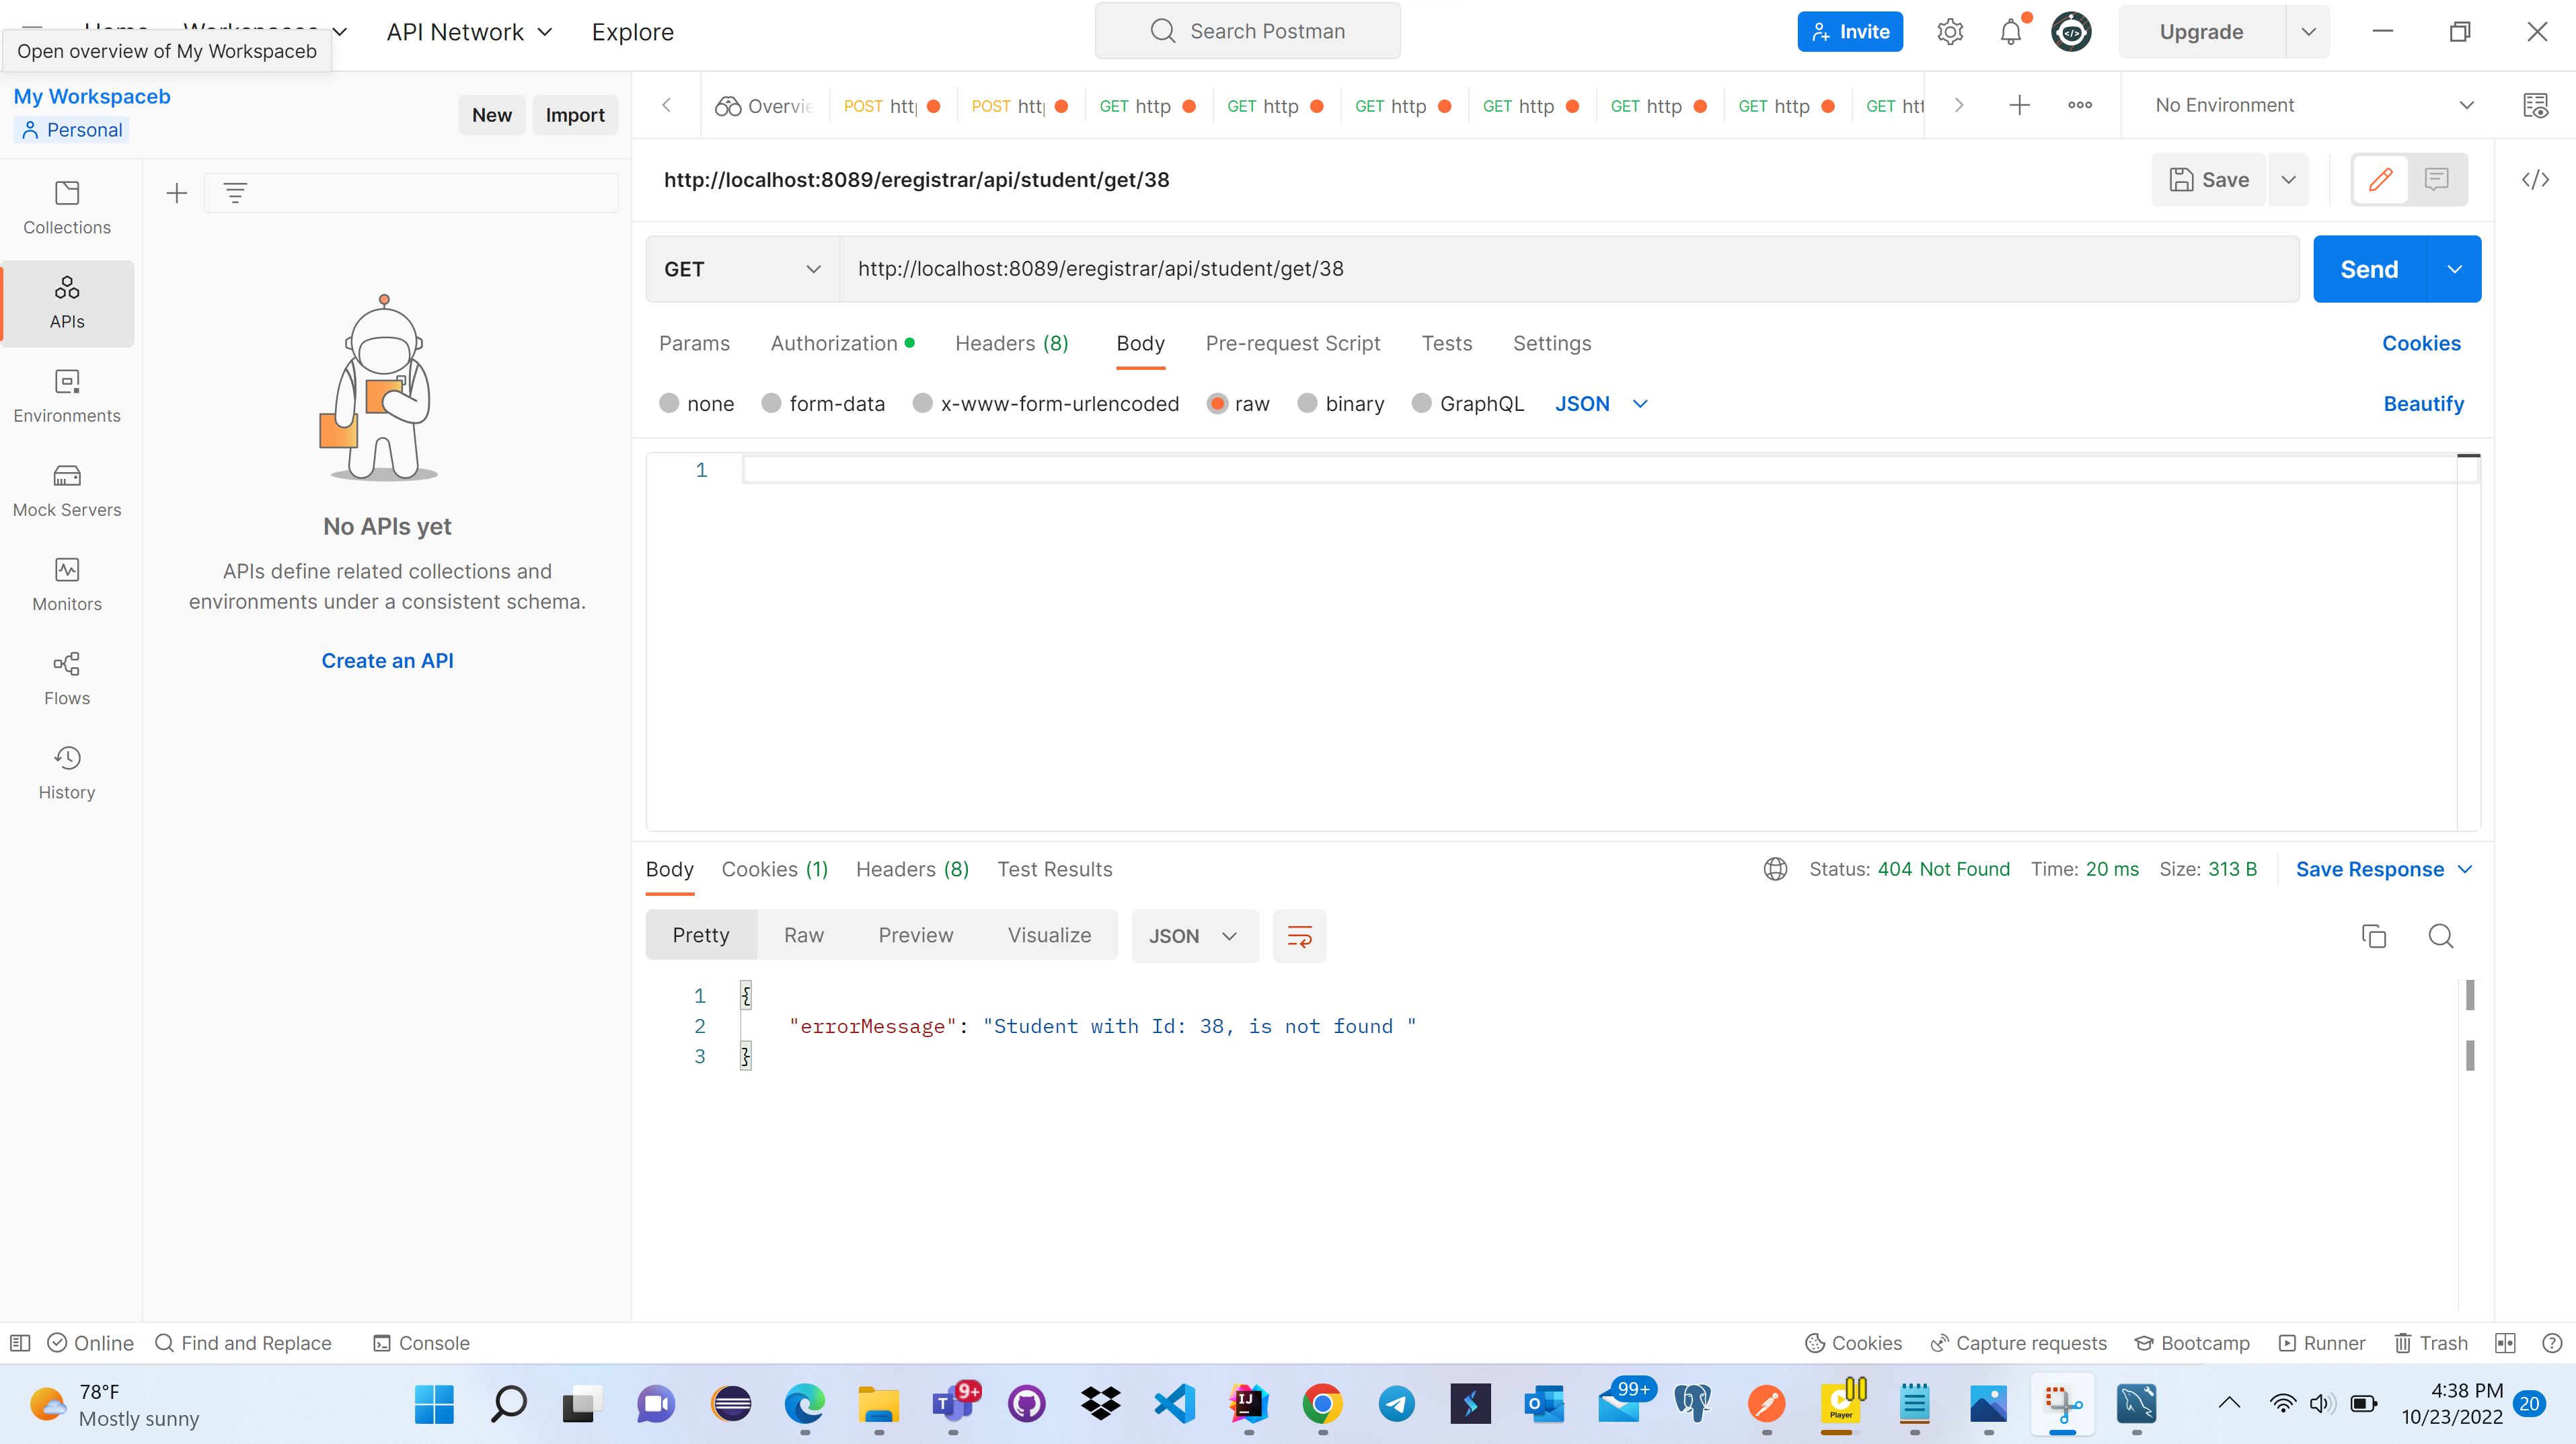 Open overview of My Workspaceb
API Network
Explore
Search Postman
Invite
Upgrade
My Workspaceb
Personal
New
Import
Overvie
POST http
POST http
GET http
GET http
GET http
GET http
GET http
GET http
GET htt
No Environment
http://localhost:8089/eregistrar/api/student/get/38
Save
GET
http://localhost:8089/eregistrar/api/student/get/38
Send
Params
Authorization
Headers (8)
Body
Pre-request Script
Tests
Settings
Cookies
none
form-data
x-www-form-urlencoded
raw
binary
GraphQL
JSON
Beautify
1
Collections
APIs
Environments
Mock Servers
Monitors
Flows
History
No APIs yet
APIs define related collections and
environments under a consistent schema.
Create an API
Body
Cookies (1)
Headers (8)
Test Results
Status: 404 Not Found
Time: 20 ms
Size: 313 B
Save Response
Pretty
Raw
Preview
Visualize
JSON
1 {
2 "errorMessage": "Student with Id: 38, is not found "
3 }
Online
Find and Replace
Console
Cookies
Capture requests
Bootcamp
Runner
Trash
78°F
Mostly sunny
9+
T
IJ
O
99+
Player
4:38 PM
10/23/2022
20